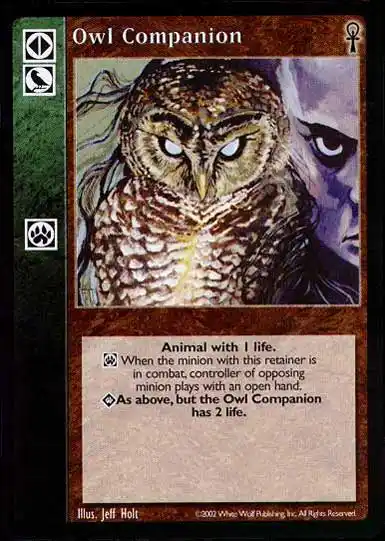 Owl Companion
Animal with 1 life.
When the minion with this retainer is
in combat, controller of opposing
minion plays with an open hand.
As above, but the Owl Companion
has 2 life.
Illus. Jeff Holt
©2002 White Wolf Publishing, Inc. All Rights Reserved.